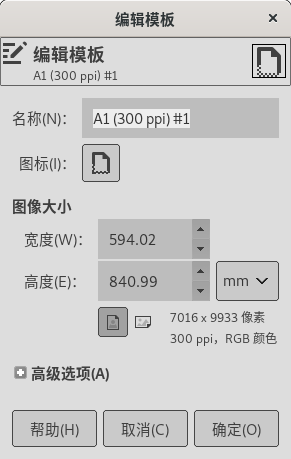 编辑模板
编辑模板
A1 (300 ppi) #1
名称(N)：
A1 (300 ppi) #1
图标(I)：
图像大小
宽度(W)：
594.02
高度(E)：
840.99
mm
7016 x 9933 像素
300 ppi，RGB 颜色
高级选项(A)
帮助(H)
取消(C)
确定(O)